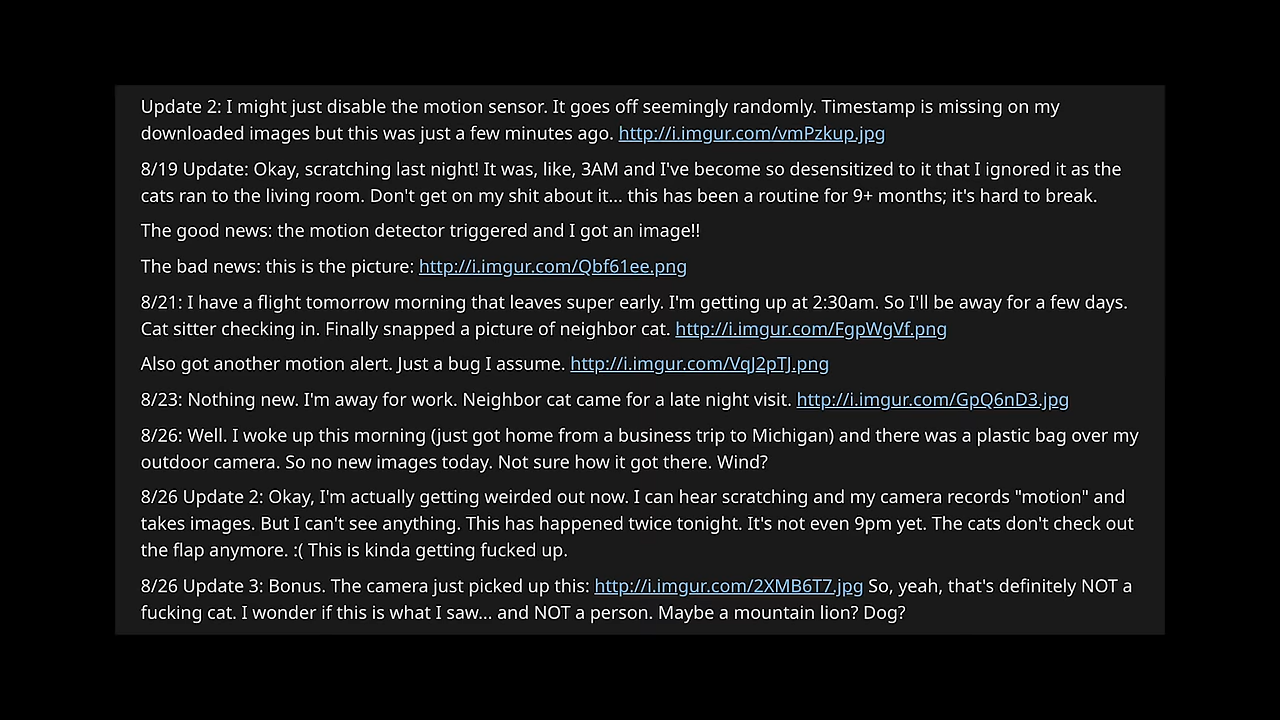 Update 2: I might just disable the motion sensor. It goes off seemingly randomly. Timestamp is missing on my
downloaded images but this was just a few minutes ago. http://i.imgur.com/vmPzkup.jpg
8/19 Update: Okay, scratching last night! It was, like, 3AM and I've become so desensitized to it that I ignored it as the
cats ran to the living room. Don't get on my shit about it... this has been a routine for 9+ months; it's hard to break.
The good news: the motion detector triggered and I got an image!!
The bad news: this is the picture: http://i.imgur.com/Qbf61ee.png
8/21: I have a flight tomorrow morning that leaves super early. I'm getting up at 2:30am. So I'll be away for a few days.
Cat sitter checking in. Finally snapped a picture of neighbor cat. http://i.imgur.com/FgpWgVf.png
Also got another motion alert. Just a bug I assume. http://i.imgur.com/VqJ2pTJ.png
8/23: Nothing new. I'm away for work. Neighbor cat came for a late night visit. http://i.imgur.com/GpQ6nD3.jpg
8/26: Well. I woke up this morning (just got home from a business trip to Michigan) and there was a plastic bag over my
outdoor camera. So no new images today. Not sure how it got there. Wind?
8/26 Update 2: Okay, I'm actually getting weirded out now. I can hear scratching and my camera records "motion" and
takes images. But I can't see anything. This has happened twice tonight. It's not even 9pm yet. The cats don't check out
the flap anymore. :( This is kinda getting fucked up.
8/26 Update 3: Bonus. The camera just picked up this: http://i.imgur.com/2XMB6T7.jpg So, yeah, that's definitely NOT a
fucking cat. I wonder if this is what I saw... and NOT a person. Maybe a mountain lion? Dog?